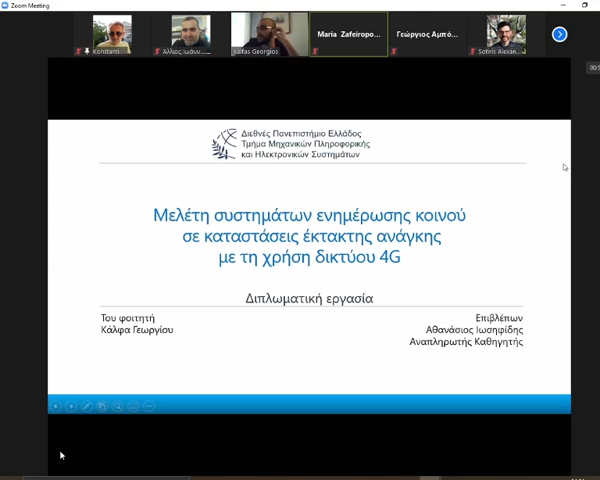 Zoom Meeting
Konstanti
Άλλιος Ιωάνν...
Kalfas Georgios
Maria Zafeiropo...
Γεώργιος Αμπό...
Sotiris Alexan...
Διεθνές Πανεπιστήμιο Ελλάδος
Τμήμα Μηχανικών Πληροφορικής
και Ηλεκτρονικών Συστημάτων
Μελέτη συστημάτων ενημέρωσης κοινού
σε καταστάσεις έκτακτης ανάγκης
με τη χρήση δικτύου 4G
Διπλωματική εργασία
Του φοιτητή
Κάλφα Γεωργίου
Επιβλέπων
Αθανάσιος Ιωσηφίδης
Αναπληρωτής Καθηγητής